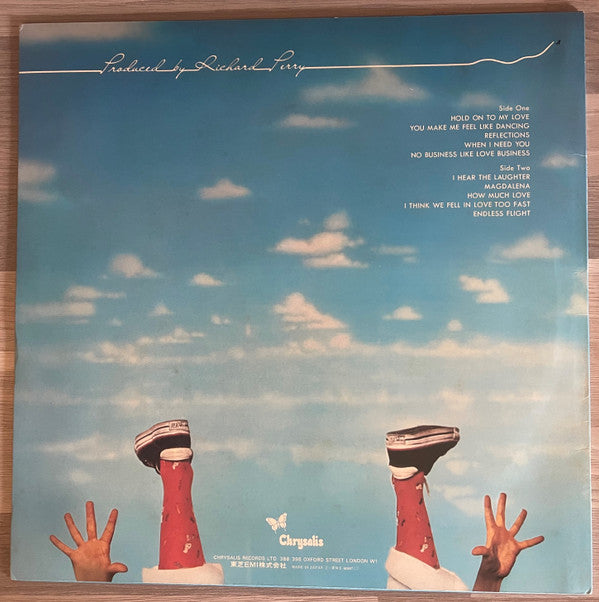 Produced by Richard Perry
Side One
HOLD ON TO MY LOVE
YOU MAKE ME FEEL LIKE DANCING
REFLECTIONS
WHEN I NEED YOU
NO BUSINESS LIKE LOVE BUSINESS
Side Two
I HEAR THE LAUGHTER
MAGDALENA
HOW MUCH LOVE
I THINK WE FELL IN LOVE TOO FAST
ENDLESS FLIGHT
Chrysalis
CHRYSALIS RECORDS LTD. 388/396 OXFORD STREET LONDON W1
東芝EMI株式会社 MADE IN JAPAN